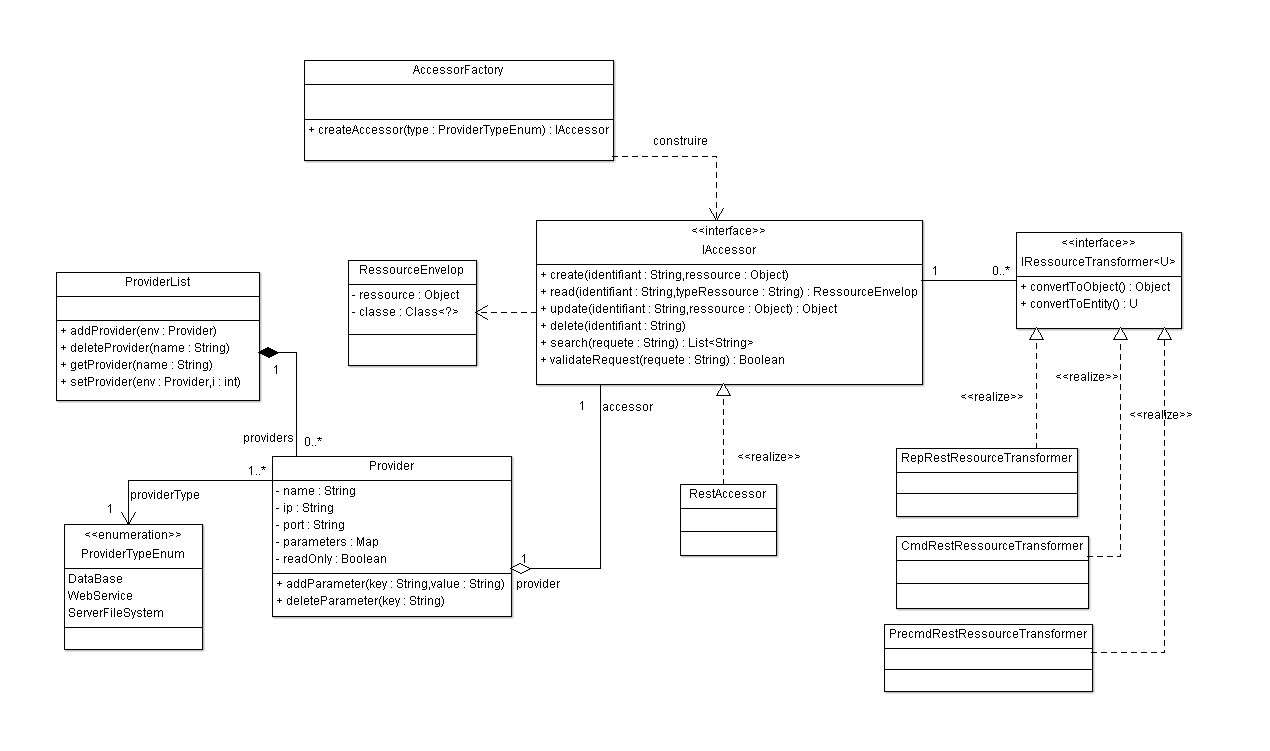 AccessorFactory
+ createAccessor(type : ProviderTypeEnum) : IAccessor
construire
<<interface>>
IAccessor
+ create(identifiant : String,ressource : Object)
+ read(identifiant : String,typeRessource : String) : RessourceEnvelop
+ update(identifiant : String,ressource : Object) : Object
+ delete(identifiant : String)
+ search(requete : String) : List<String>
+ validateRequest(requete : String) : Boolean
1
0..*
<<interface>>
IRessourceTransformer<U>
+ convertToObject() : Object
+ convertToEntity() : U
RessourceEnvelop
- ressource : Object
- classe : Class<?>
ProviderList
+ addProvider(env : Provider)
+ deleteProvider(name : String)
+ getProvider(name : String)
+ setProvider(env : Provider,i : int)
1
providers
0..*
1
accessor
<<realize>>
<<realize>>
<<realize>>
<<realize>>
Provider
- name : String
- ip : String
- port : String
- parameters : Map
- readOnly : Boolean
+ addParameter(key : String,value : String)
+ deleteParameter(key : String)
1..*
providerType
1
1
provider
<<enumeration>>
ProviderTypeEnum
DataBase
WebService
ServerFileSystem
RestAccessor
RepRestResourceTransformer
CmdRestRessourceTransformer
PrecmdRestRessourceTransformer